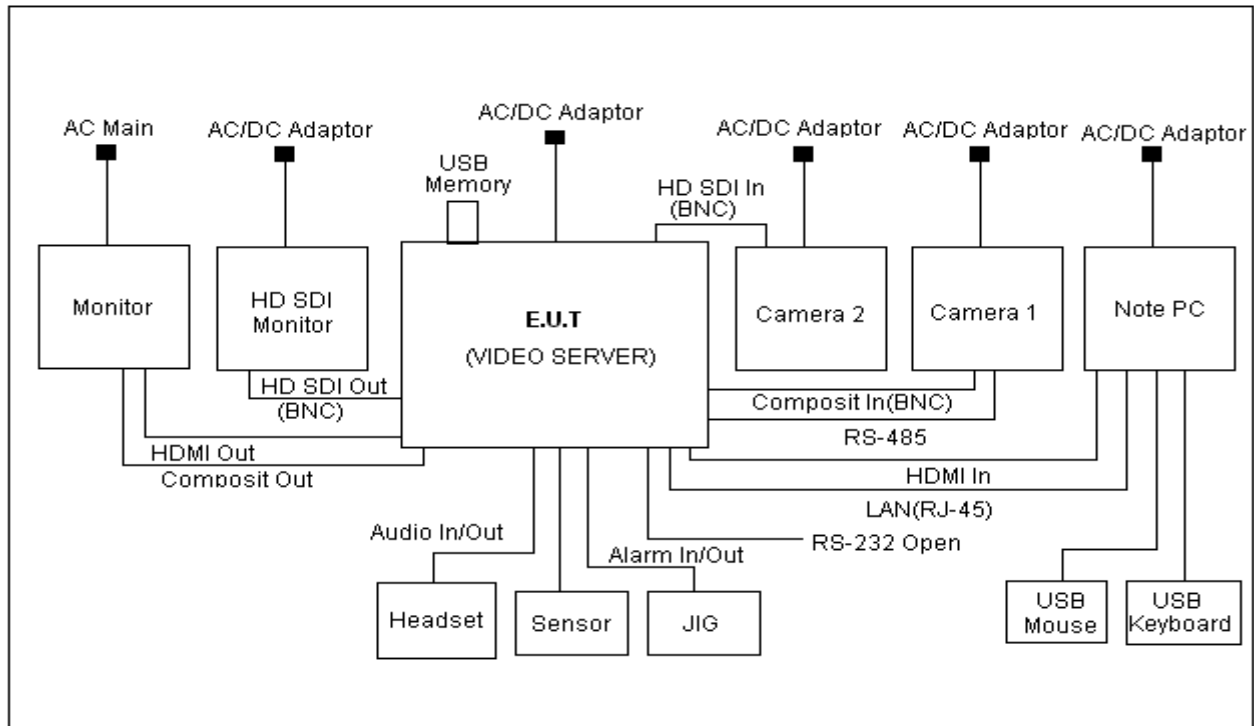 AC Main
AC/DC Adaptor
AC/DC Adaptor
AC/DC Adaptor
AC/DC Adaptor
AC/DC Adaptor
USB
Memory
HD SDI In
(BNC)
Monitor
HD SDI
Monitor
E.U.T
(VIDEO SERVER)
Camera 2
Camera 1
Note PC
HD SDI Out
(BNC)
Composit In(BNC)
RS-485
HDMI Out
Composit Out
HDMI In
LAN(RJ-45)
Audio In/Out
Alarm In/Out
RS-232 Open
Headset
Sensor
JIG
USB
Mouse
USB
Keyboard